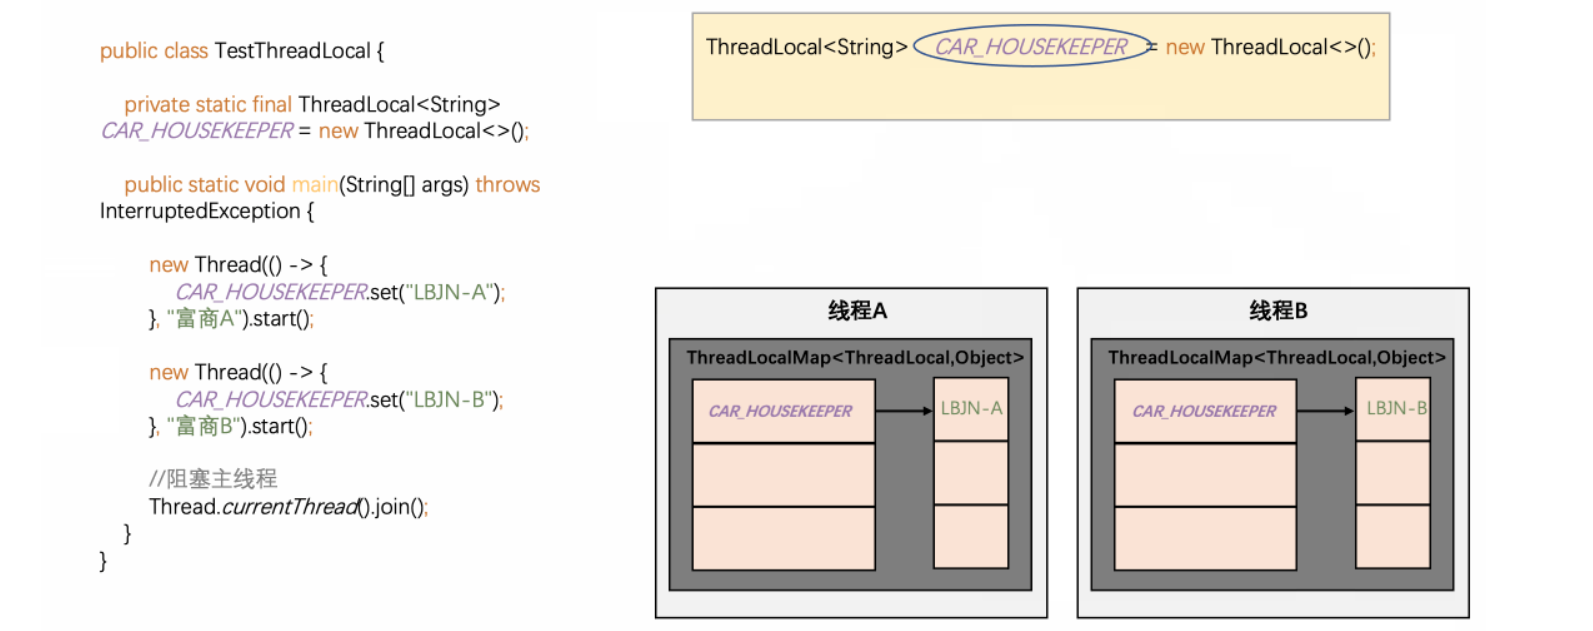 public class TestThreadLocal {
private static final ThreadLocal<String>
CAR_HOUSEKEEPER = new ThreadLocal<>();
public static void main(String[] args) throws
InterruptedException {
new Thread(() -> {
CAR_HOUSEKEEPER.set("LBJN-A");
}, "富商A").start();
new Thread(() -> {
CAR_HOUSEKEEPER.set("LBJN-B");
}, "富商B").start();
//阻塞主线程
Thread.currentThread().join();
}
}
ThreadLocal<String> CAR_HOUSEKEEPER = new ThreadLocal<>();
线程A
ThreadLocalMap<ThreadLocal,Object>
CAR_HOUSEKEEPER LBJN-A
线程B
ThreadLocalMap<ThreadLocal,Object>
CAR_HOUSEKEEPER LBJN-B